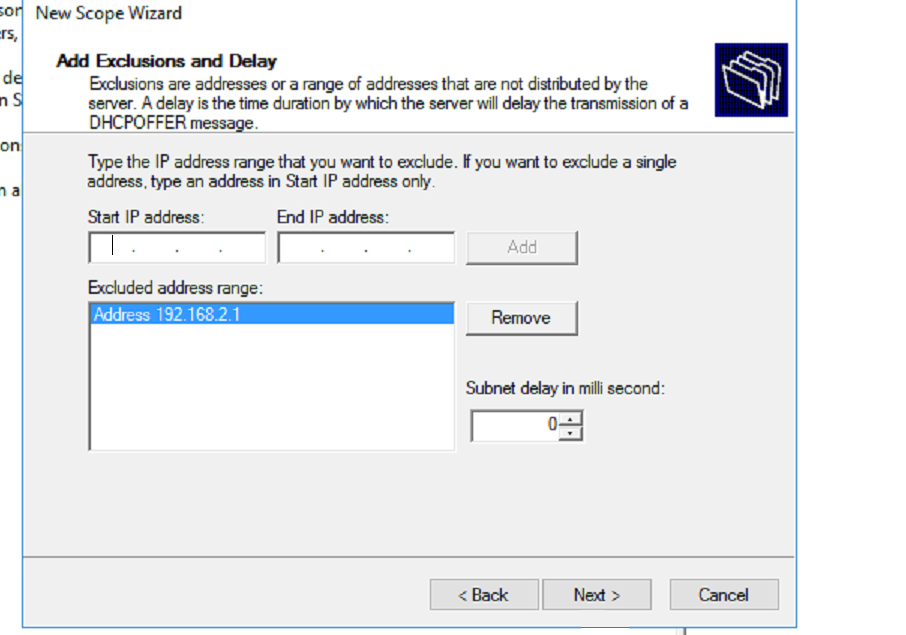 New Scope Wizard
Add Exclusions and Delay
Exclusions are addresses or a range of addresses that are not distributed by the
server. A delay is the time duration by which the server will delay the transmission of a
DHCPOFFER message.
Type the IP address range that you want to exclude. If you want to exclude a single
address, type an address in Start IP address only.
Start IP address: End IP address:
. . . . . . Add
Excluded address range:
Address 192.168.2.1
Remove
Subnet delay in milli second:
0
< Back Next > Cancel